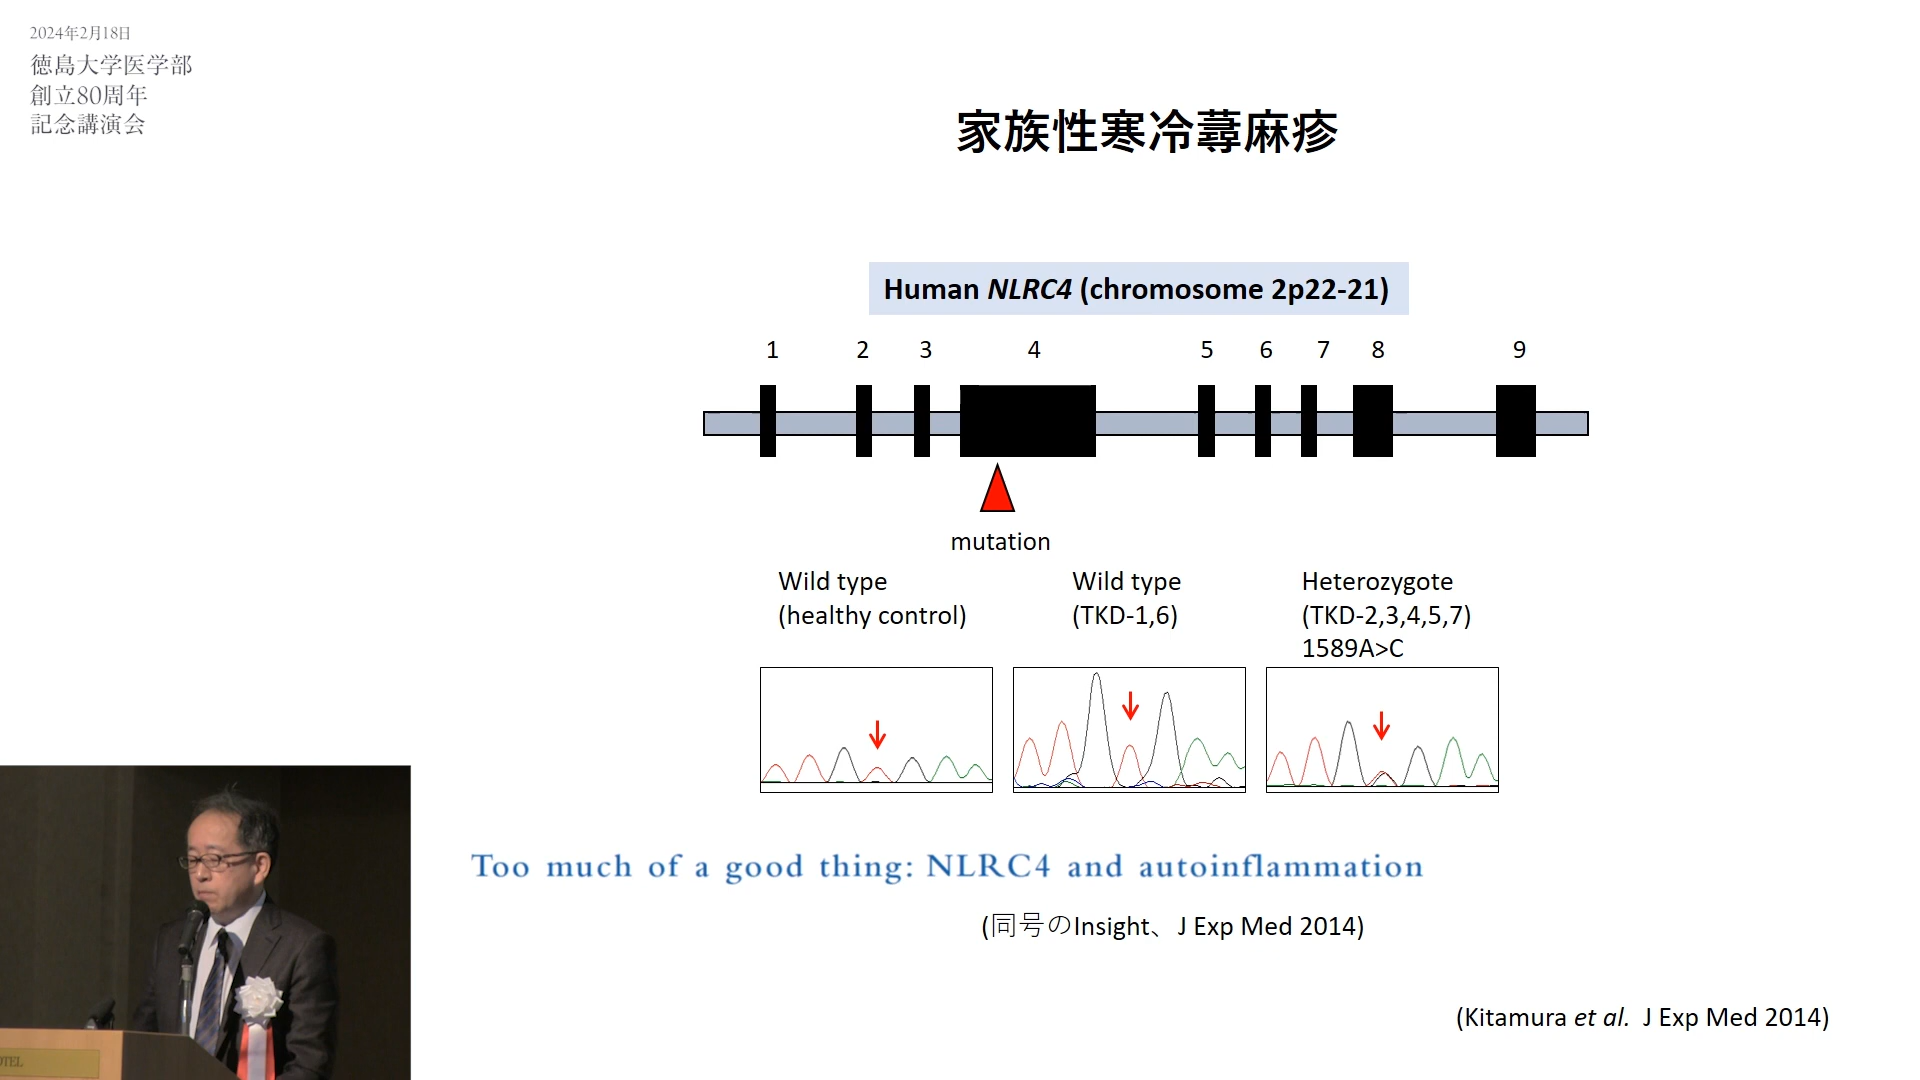 2024年2月18日
徳島大学医学部
創立80周年
記念講演会
家族性寒冷蕁麻疹
Human NLRC4 (chromosome 2p22-21)
1 2 3 4 5 6 7 8 9
mutation
Wild type
(healthy control)
Wild type
(TKD-1,6)
Heterozygote
(TKD-2,3,4,5,7)
1589A>C
Too much of a good thing: NLRC4 and autoinflammation
(同号のInsight、J Exp Med 2014)
(Kitamura et al. J Exp Med 2014)